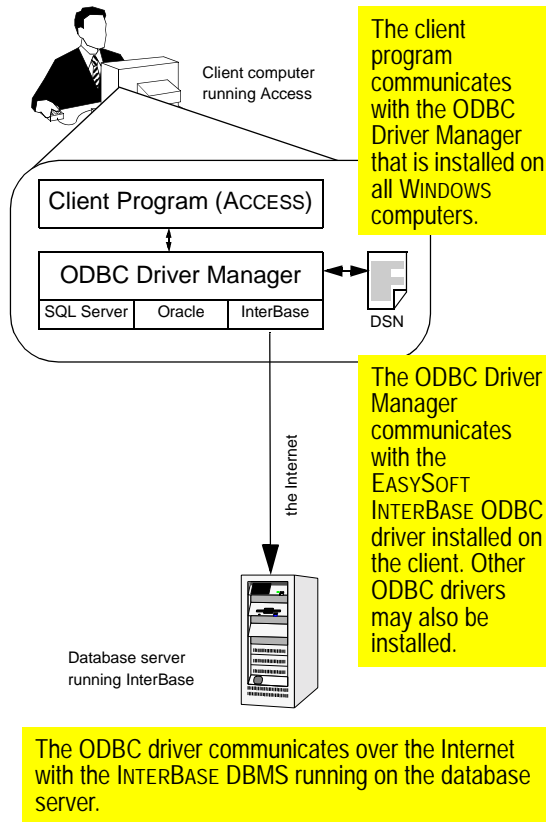 Client computer
running Access
The client
program
communicates
with the ODBC
Driver Manager
that is installed on
all WINDOWS
computers.
Client Program (ACCESS)
ODBC Driver Manager
SQL Server Oracle InterBase
DSN
the Internet
The ODBC Driver
Manager
communicates
with the
EASYSOFT
INTERBASE ODBC
driver installed on
the client. Other
ODBC drivers
may also be
installed.
Database server
running InterBase
The ODBC driver communicates over the Internet
with the INTERBASE DBMS running on the database
server.